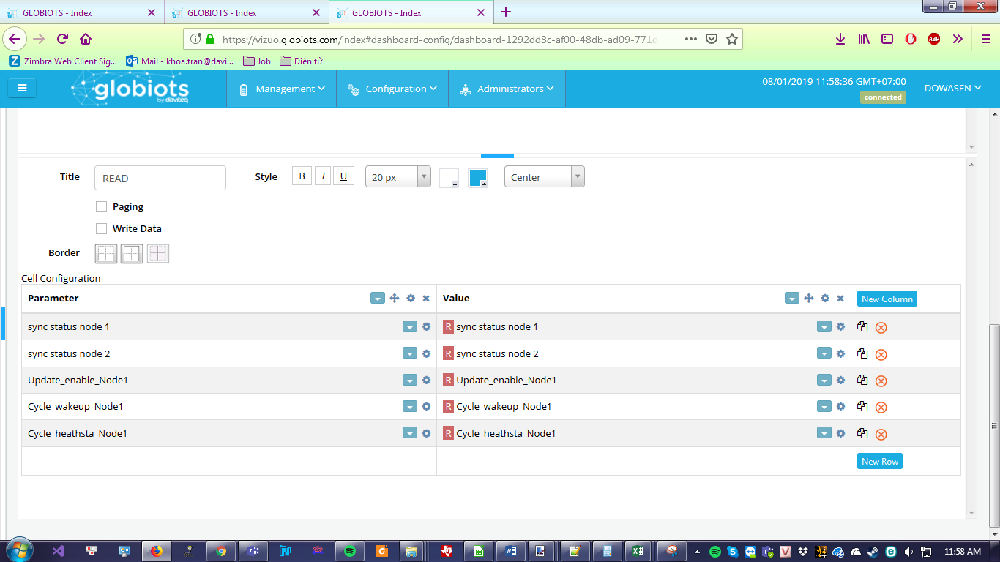 GLOBIOTS - Index
GLOBIOTS - Index
GLOBIOTS - Index
https://vizuo.globiots.com/index#dashboard-config/dashboard-1292dd8c-af00-48db-ad09-771d
Zimbra Web Client Sig...
Mail - khoa.tran@davi...
Job
Điện tử
globiots
by daviteq
Management
Configuration
Administrators
08/01/2019 11:58:36 GMT+07:00
connected
DOWASEN
Title
READ
Style
B
I
U
20 px
Center
Paging
Write Data
Border
Cell Configuration
Parameter
Value
New Column
sync status node 1
R sync status node 1
sync status node 2
R sync status node 2
Update_enable_Node1
R Update_enable_Node1
Cycle_wakeup_Node1
R Cycle_wakeup_Node1
Cycle_heathsta_Node1
R Cycle_heathsta_Node1
New Row
11:58 AM